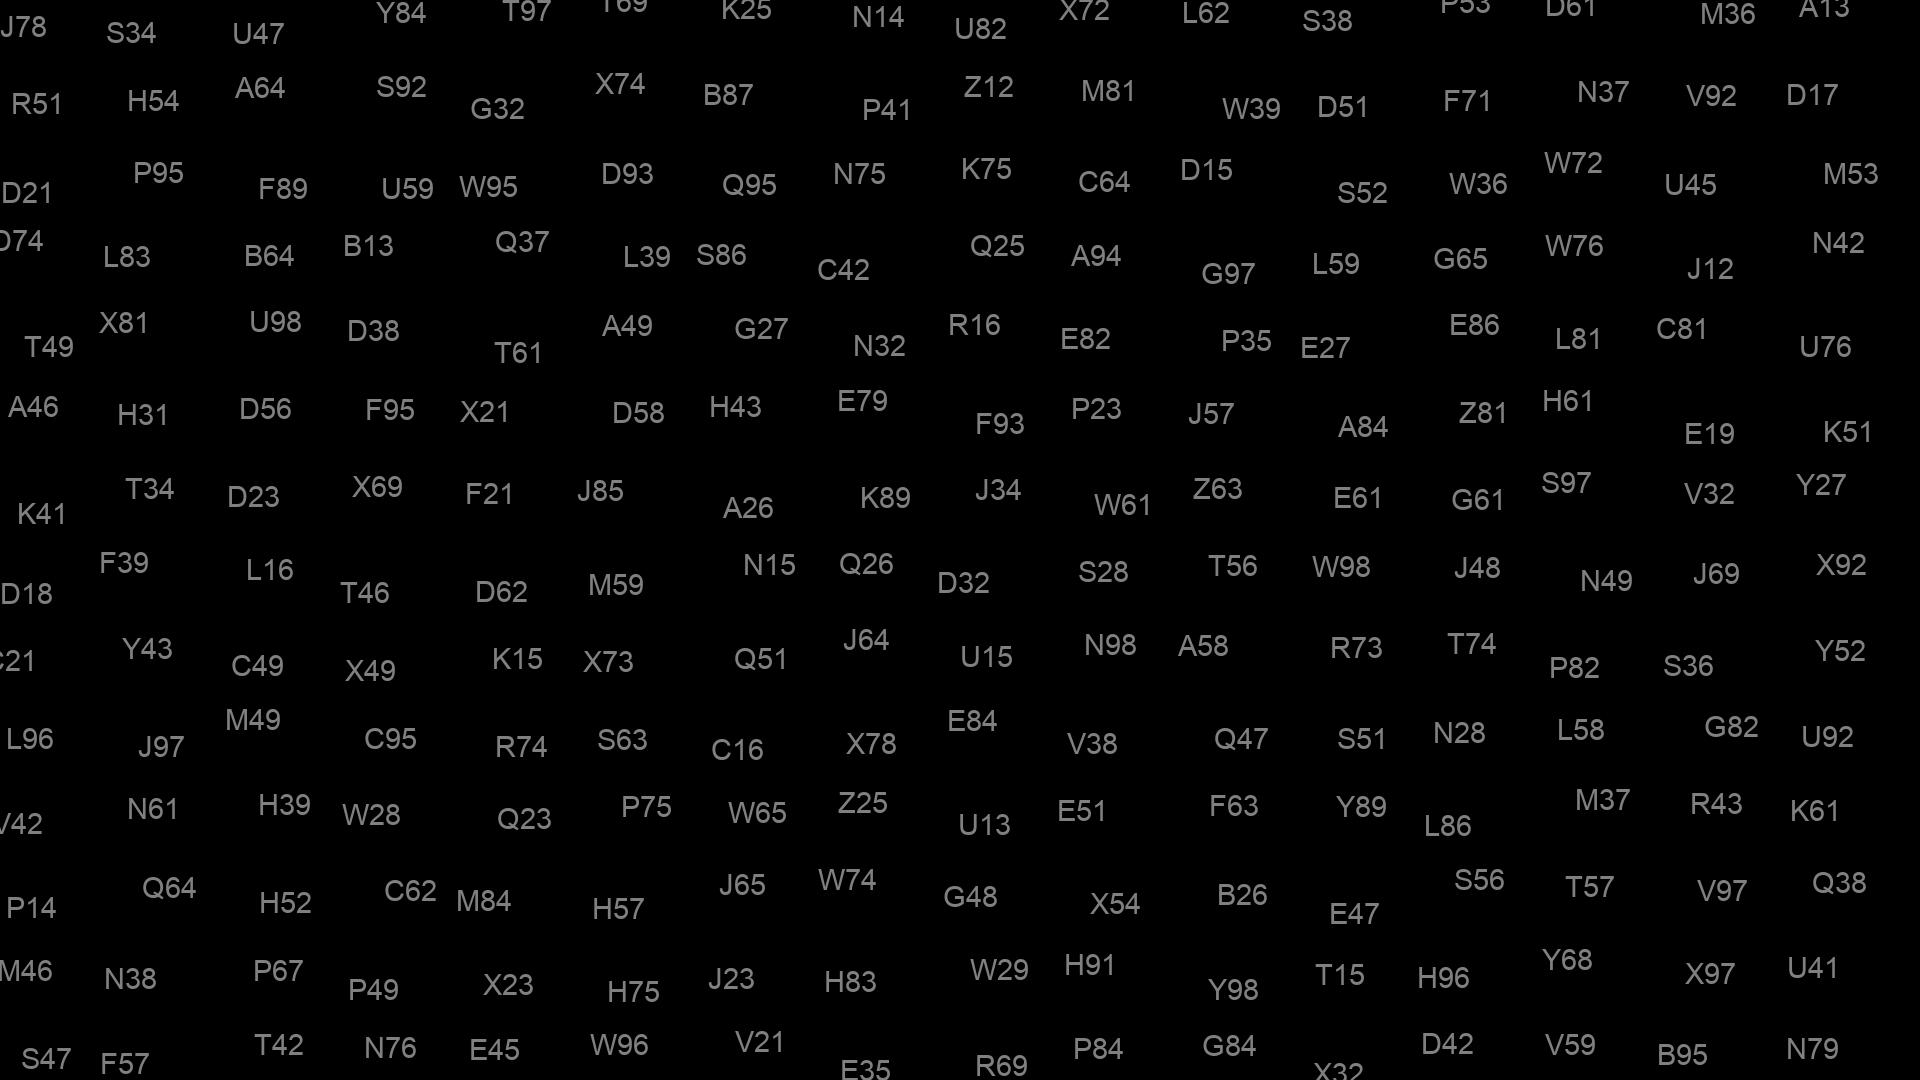 J78 S34 U47 Y84 T97 T69 K25 N14 U82 X72 L62 S38 P53 D61 M36 A13
R51 H54 A64 S92 G32 X74 B87 P41 Z12 M81 W39 D51 F71 N37 V92 D17
D21 P95 F89 U59 W95 D93 Q95 N75 K75 C64 D15 S52 W36 W72 U45 M53
D74 L83 B64 B13 Q37 L39 S86 C42 Q25 A94 G97 L59 G65 W76 J12 N42
T49 X81 U98 D38 T61 A49 G27 N32 R16 E82 P35 E27 E86 L81 C81 U76
A46 H31 D56 F95 X21 D58 H43 E79 F93 P23 J57 A84 Z81 H61 E19 K51
K41 T34 D23 X69 F21 J85 A26 K89 J34 W61 Z63 E61 G61 S97 V32 Y27
D18 F39 L16 T46 D62 M59 N15 Q26 D32 S28 T56 W98 J48 N49 J69 X92
C21 Y43 C49 X49 K15 X73 Q51 J64 U15 N98 A58 R73 T74 P82 S36 Y52
L96 J97 M49 C95 R74 S63 C16 X78 E84 V38 Q47 S51 N28 L58 G82 U92
V42 N61 H39 W28 Q23 P75 W65 Z25 U13 E51 F63 Y89 L86 M37 R43 K61
P14 Q64 H52 C62 M84 H57 J65 W74 G48 X54 B26 E47 S56 T57 V97 Q38
M46 N38 P67 P49 X23 H75 J23 H83 W29 H91 Y98 T15 H96 Y68 X97 U41
S47 F57 T42 N76 E45 W96 V21 E35 R69 P84 G84 X32 D42 V59 B95 N79